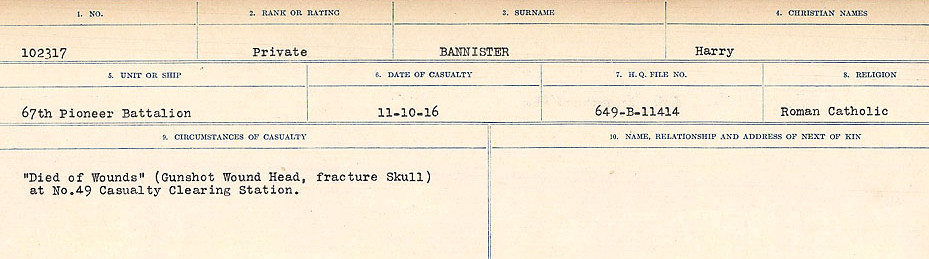 1. NO. 2. RANK OR RATING 3. SURNAME 4. CHRISTIAN NAMES
102317 Private BANNISTER Harry
5. UNIT OR SHIP 6. DATE OF CASUALTY 7. H.Q. FILE NO. 8. RELIGION
67th Pioneer Battalion 11-10-16 649-B-11414 Roman Catholic
9. CIRCUMSTANCES OF CASUALTY 10. NAME, RELATIONSHIP AND ADDRESS OF NEXT OF KIN
"Died of Wounds" (Gunshot Wound Head, fracture Skull)
at No.49 Casualty Clearing Station.